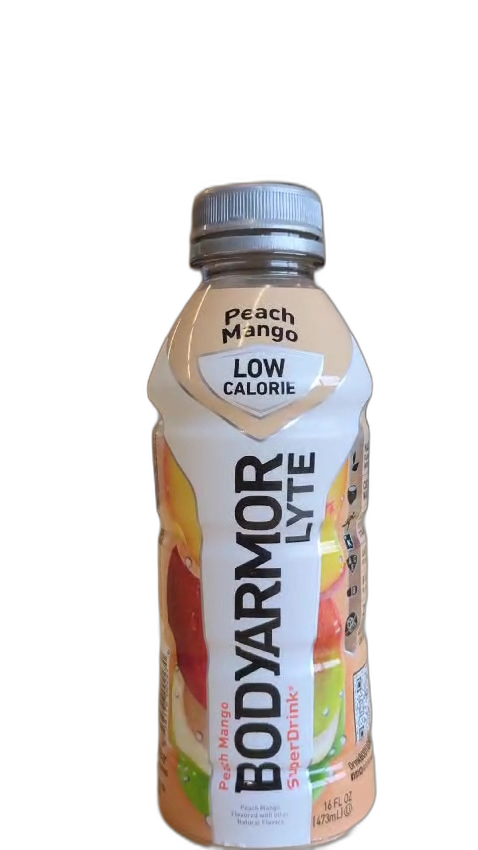 Peach
Mango
LOW
CALORIE
BODYARMOR
LYTE
Peach Mango
SuperDrink®
Peach Mango
Flavored with other
Natural Flavors
16 FL OZ
(473mL)